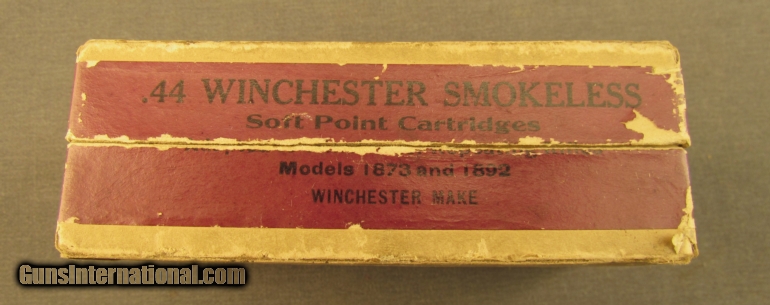 .44 WINCHESTER SMOKELESS
Soft Point Cartridges
Models 1873 and 1892
WINCHESTER MAKE
GunsInternational.com